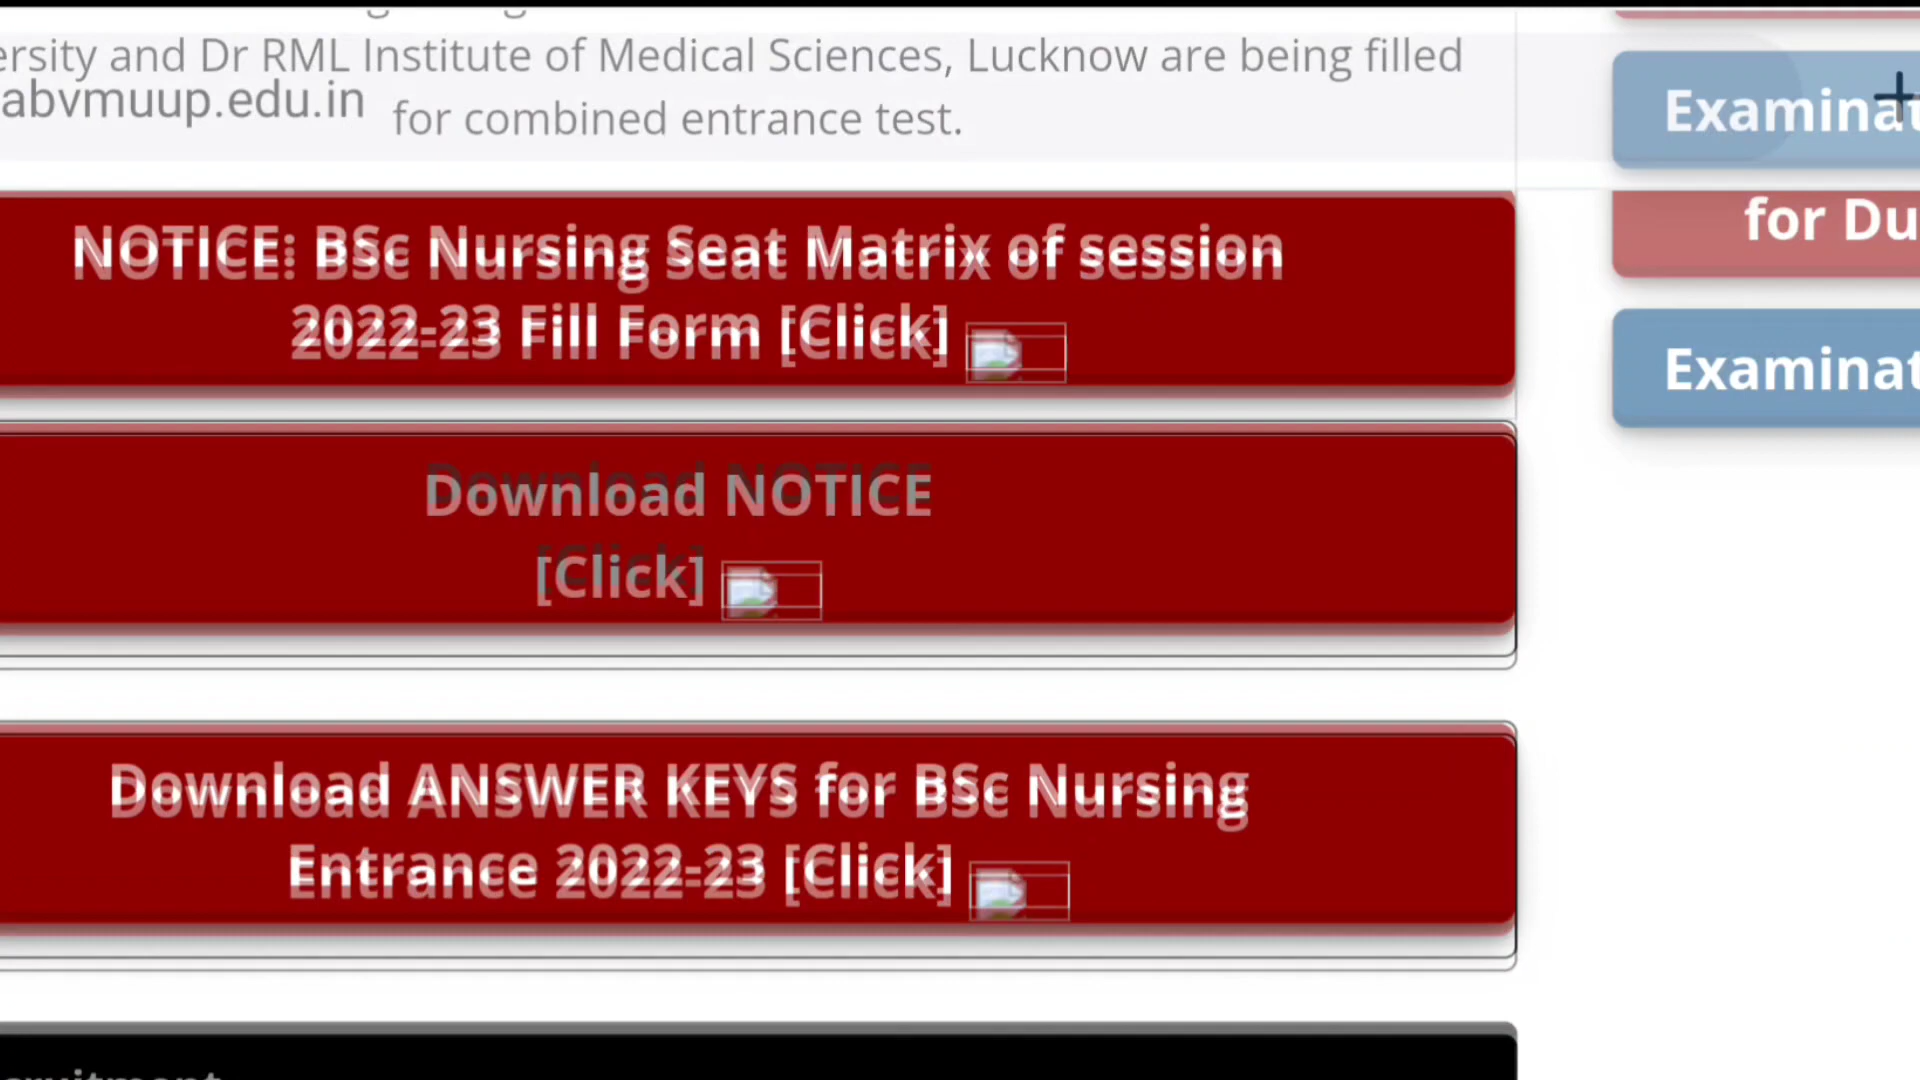 ersity and Dr RML Institute of Medical Sciences, Lucknow are being filled
abvmuup.edu.in
for combined entrance test.
Examinat
for Du
NOTICE: BSc Nursing Seat Matrix of session
2022-23 Fill Form [Click]
Examinat
Download NOTICE
[Click]
Download ANSWER KEYS for BSc Nursing
Entrance 2022-23 [Click]